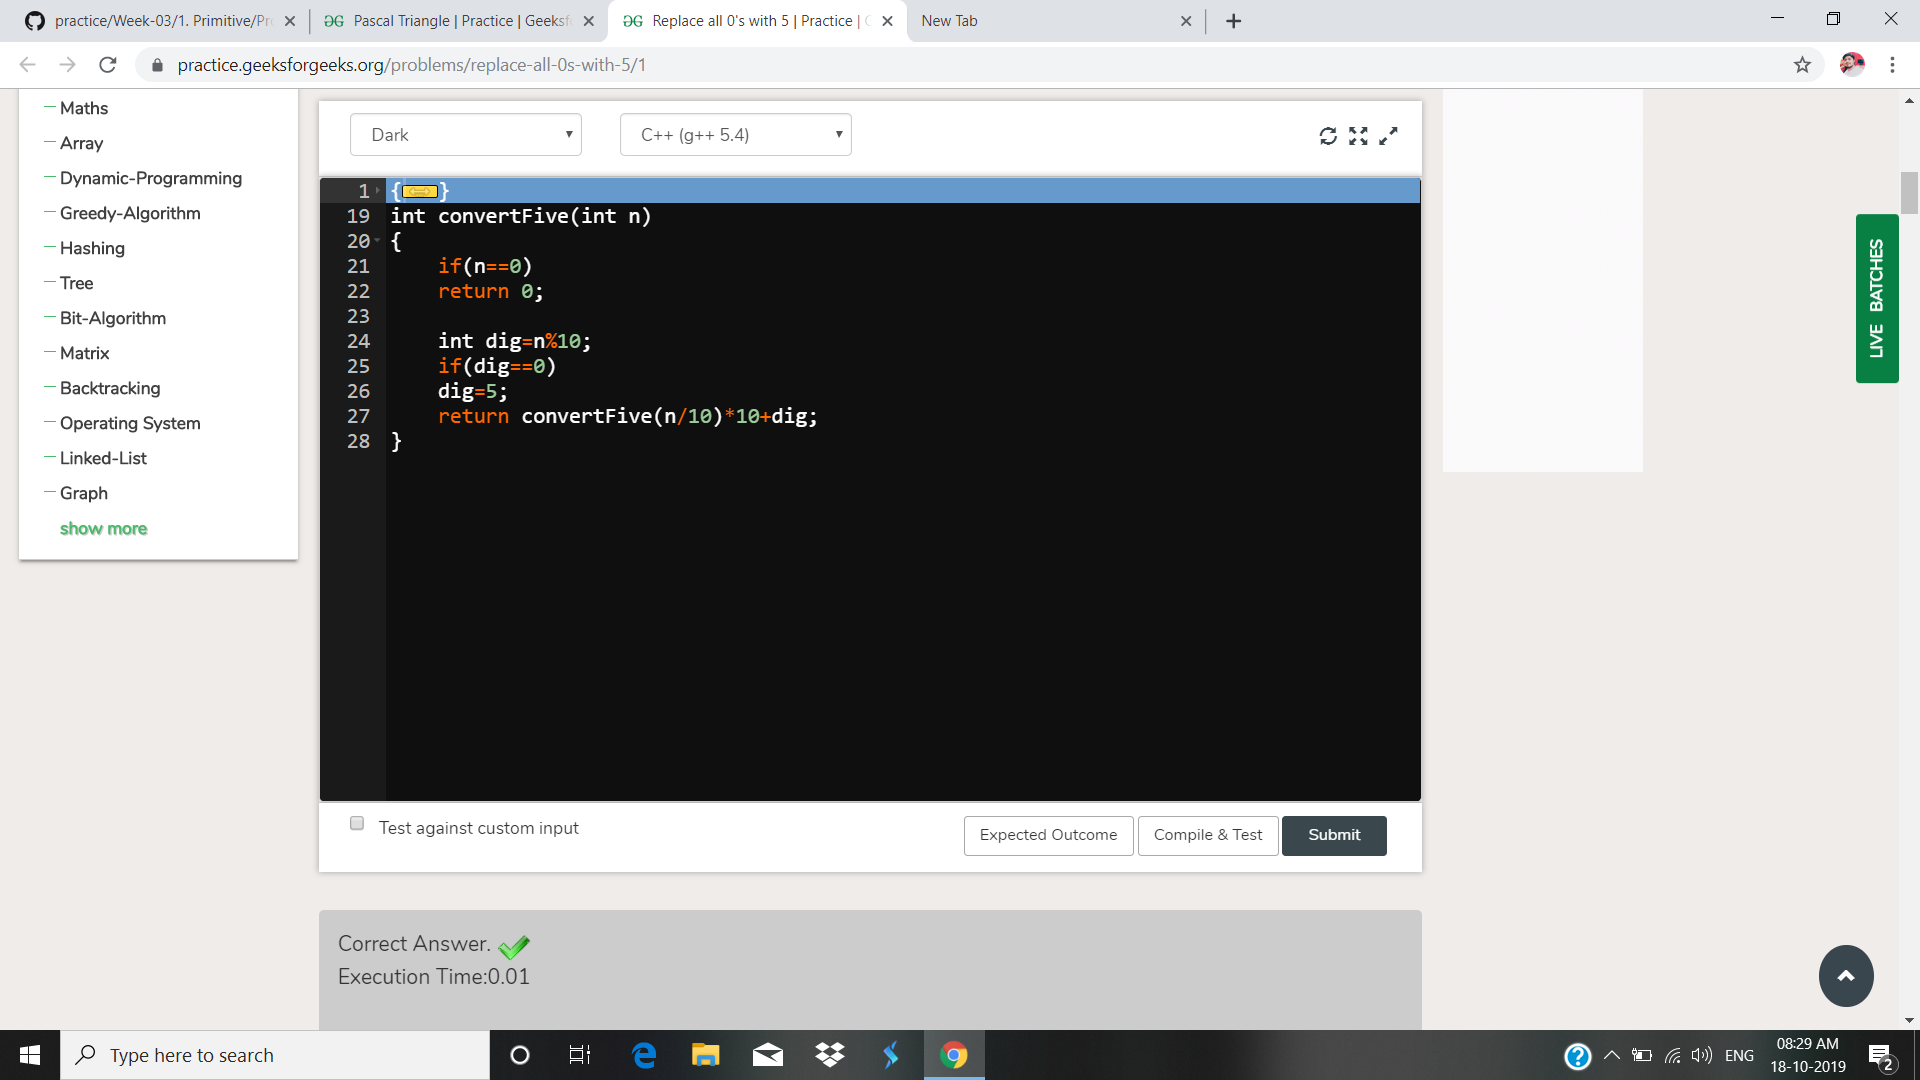 practice/Week-03/1. Primitive/Pr
Pascal Triangle | Practice | Geeksf
Replace all 0's with 5 | Practice |
New Tab
practice.geeksforgeeks.org/problems/replace-all-0s-with-5/1
Maths
Array
Dynamic-Programming
Greedy-Algorithm
Hashing
Tree
Bit-Algorithm
Matrix
Backtracking
Operating System
Linked-List
Graph
show more
Dark
C++ (g++ 5.4)
1 { }
19 int convertFive(int n)
20 {
21 if(n==0)
22 return 0;
23
24 int dig=n%10;
25 if(dig==0)
26 dig=5;
27 return convertFive(n/10)*10+dig;
28 }
LIVE BATCHES
Test against custom input
Expected Outcome
Compile & Test
Submit
Correct Answer.
Execution Time:0.01
Type here to search
ENG
08:29 AM
18-10-2019
2